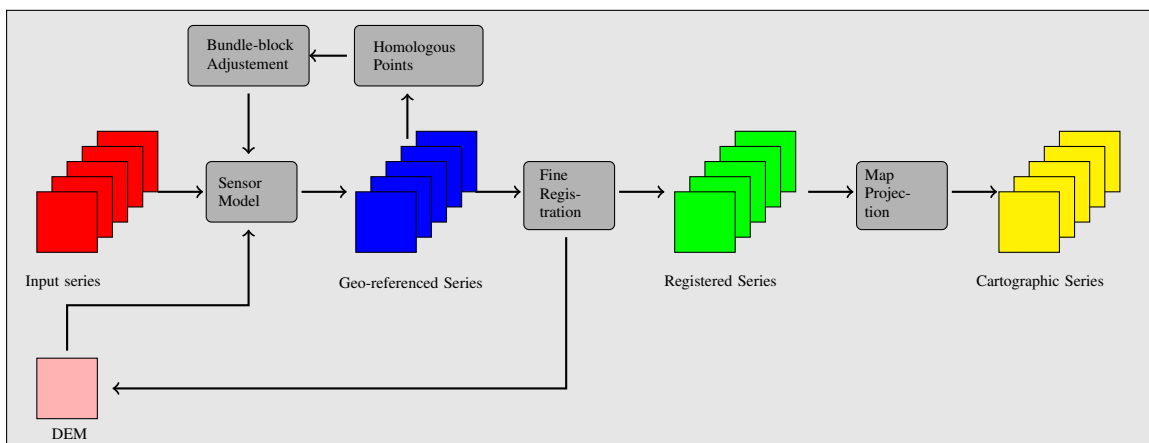 Bundle-block
Adjustement
Homologous
Points
Sensor
Model
Fine
Regis-
tration
Map
Projec-
tion
Input series
Geo-referenced Series
Registered Series
Cartographic Series
DEM